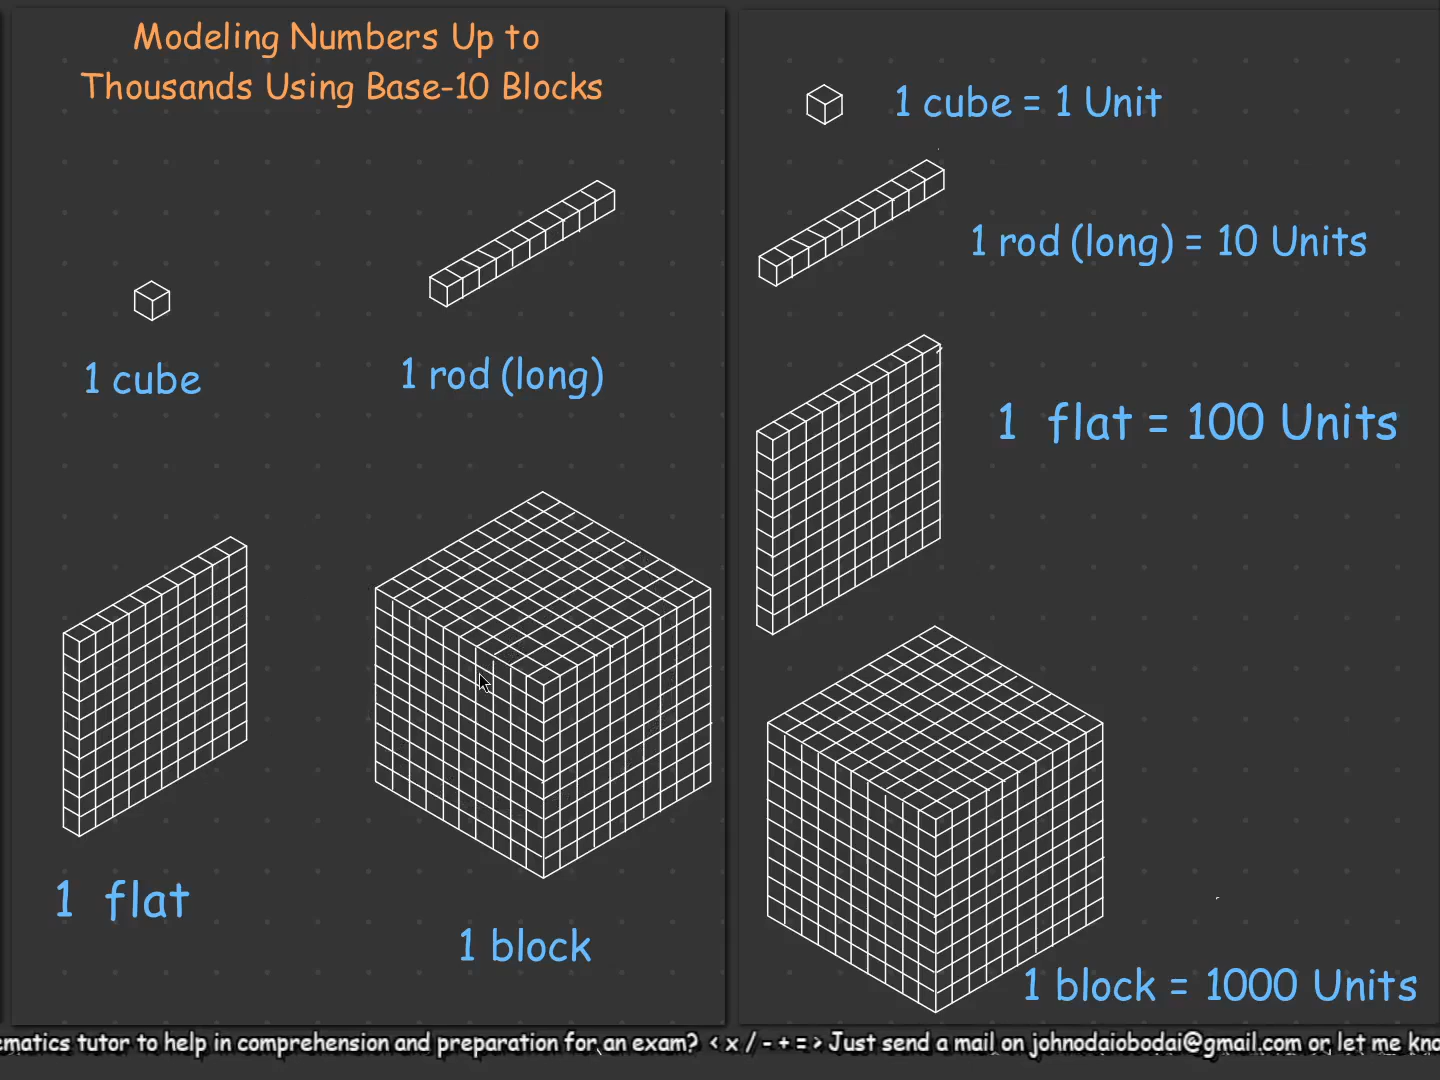 Modeling Numbers Up to
Thousands Using Base-10 Blocks
1 cube
1 rod (long)
1 flat
1 block
1 cube = 1 Unit
1 rod (long) = 10 Units
1 flat = 100 Units
1 block = 1000 Units
ematics tutor to help in comprehension and preparation for an exam? < x / - + = > Just send a mail on johnodaiobodai@gmail.com or let me kno